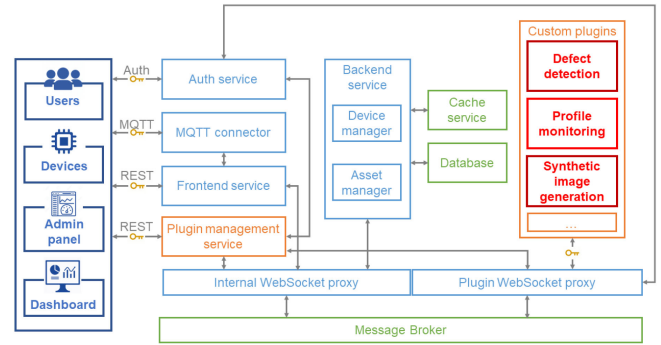 Custom plugins
Auth
Users
Auth service
Backend
service
Defect
detection
Cache
service
MQTT
MQTT connector
Device
manager
Profile
monitoring
Devices
Database
REST
Frontend service
Asset
manager
Synthetic
image
generation
Admin
panel
REST
Plugin management
service
...
Dashboard
Internal WebSocket proxy
Plugin WebSocket proxy
Message Broker